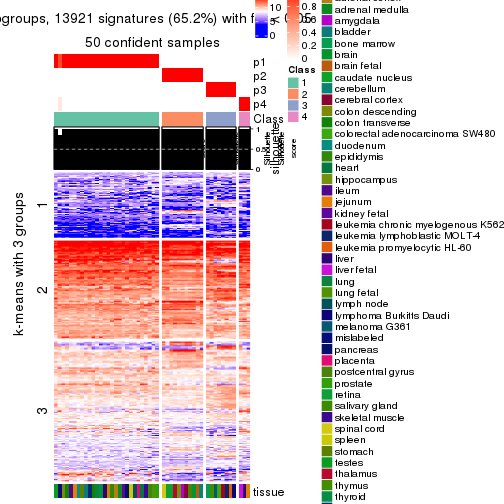 groups, 13921 signatures (65.2%) with f
50 confident samples
p1
p2
p3
p4
Class
1
0.5
0
silhouette
score
10
5
0
0.8
0.6
0.4
0.2
0
Class
1
2
3
4
k-means with 3 groups
1
2
3
tissue
adrenal medulla
amygdala
bladder
bone marrow
brain
brain fetal
caudate nucleus
cerebellum
cerebral cortex
colon descending
colon transverse
colorectal adenocarcinoma SW480
duodenum
epididymis
heart
hippocampus
ileum
jejunum
kidney fetal
leukemia chronic myelogenous K562
leukemia lymphoblastic MOLT-4
leukemia promyelocytic HL-60
liver
liver fetal
lung
lung fetal
lymph node
lymphoma Burkitts Daudi
melanoma G361
mislabeled
pancreas
placenta
postcentral gyrus
prostate
retina
salivary gland
skeletal muscle
spinal cord
spleen
stomach
testes
thalamus
thymus
thyroid